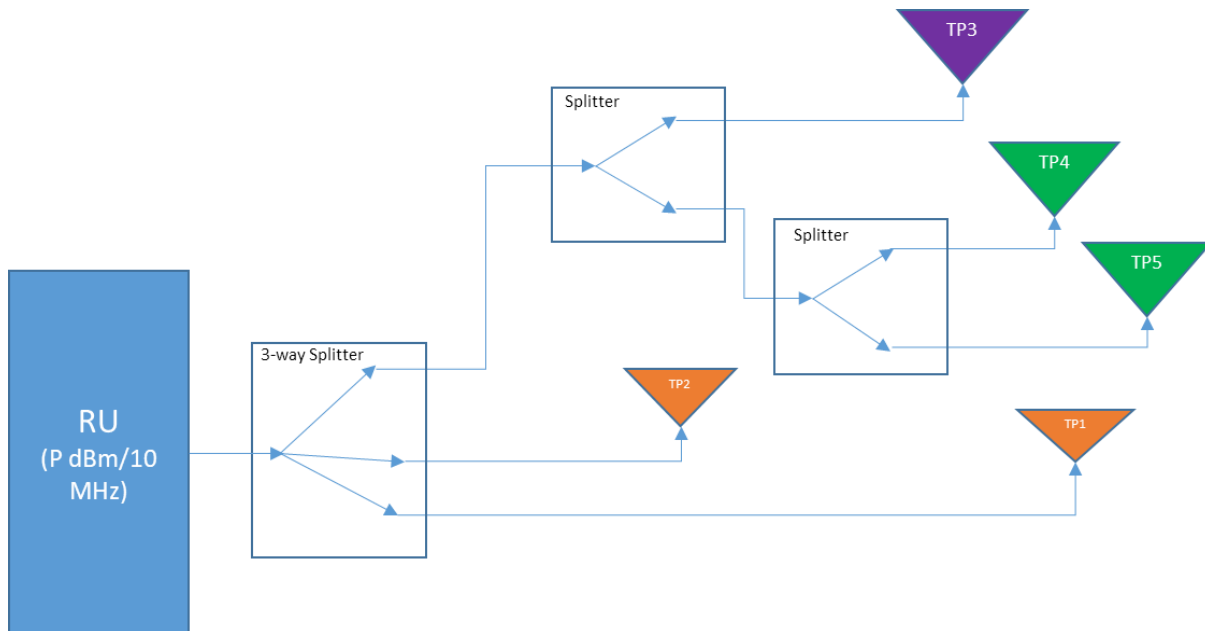 TP3
Splitter
TP4
Splitter
TP5
3-way Splitter
TP2
RU
(P dBm/10
MHz)
TP1